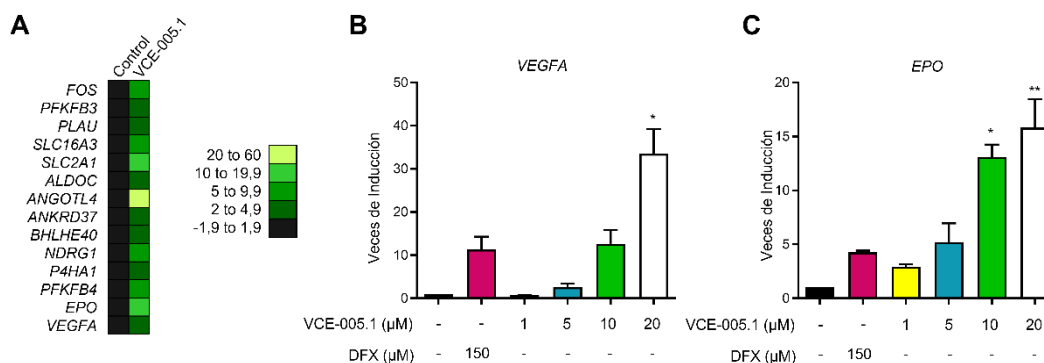 A
Control
VCE-005.1
FOS
PFKFB3
PLAU
SLC16A3
SLC2A1
ALDOC
ANGOTL4
ANKRD37
BHLHE40
NDRG1
P4HA1
PFKFB4
EPO
VEGFA
20 to 60
10 to 19,9
5 to 9,9
2 to 4,9
-1,9 to 1,9
B
VEGFA
Veces de Inducción
50
40
30
20
10
0
*
VCE-005.1 (µM) - - 1 5 10 20
DFX (µM) - 150 - - - -
C
EPO
Veces de Inducción
20
15
10
5
0
* **
VCE-005.1 (µM) - - 1 5 10 20
DFX (µM) - 150 - - - -